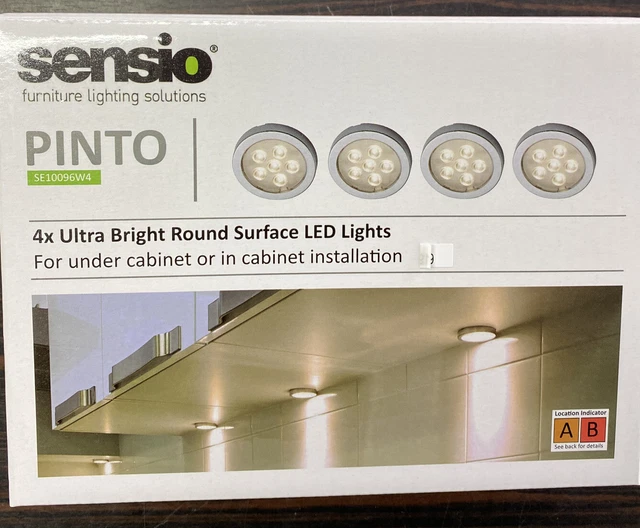 sensio®
furniture lighting solutions
PINTO
SE10096W4
4x Ultra Bright Round Surface LED Lights
For under cabinet or in cabinet installation
9
Location Indicator
A B
See back for details